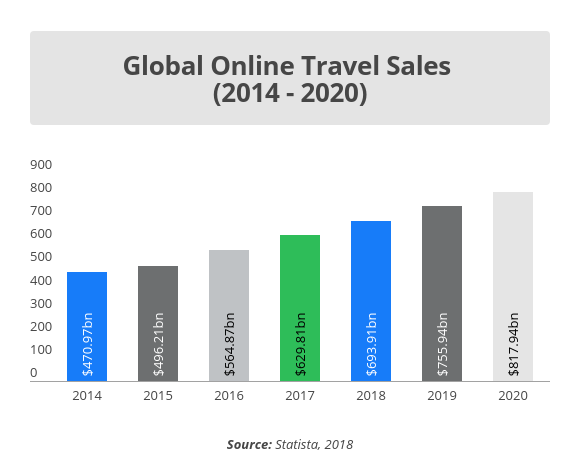 Global Online Travel Sales
(2014 - 2020)
900
800
700
600
500
400
300
200
100
0
$470.97bn
$496.21bn
$564.87bn
$629.81bn
$693.91bn
$755.94bn
$817.94bn
2014
2015
2016
2017
2018
2019
2020
Source: Statista, 2018